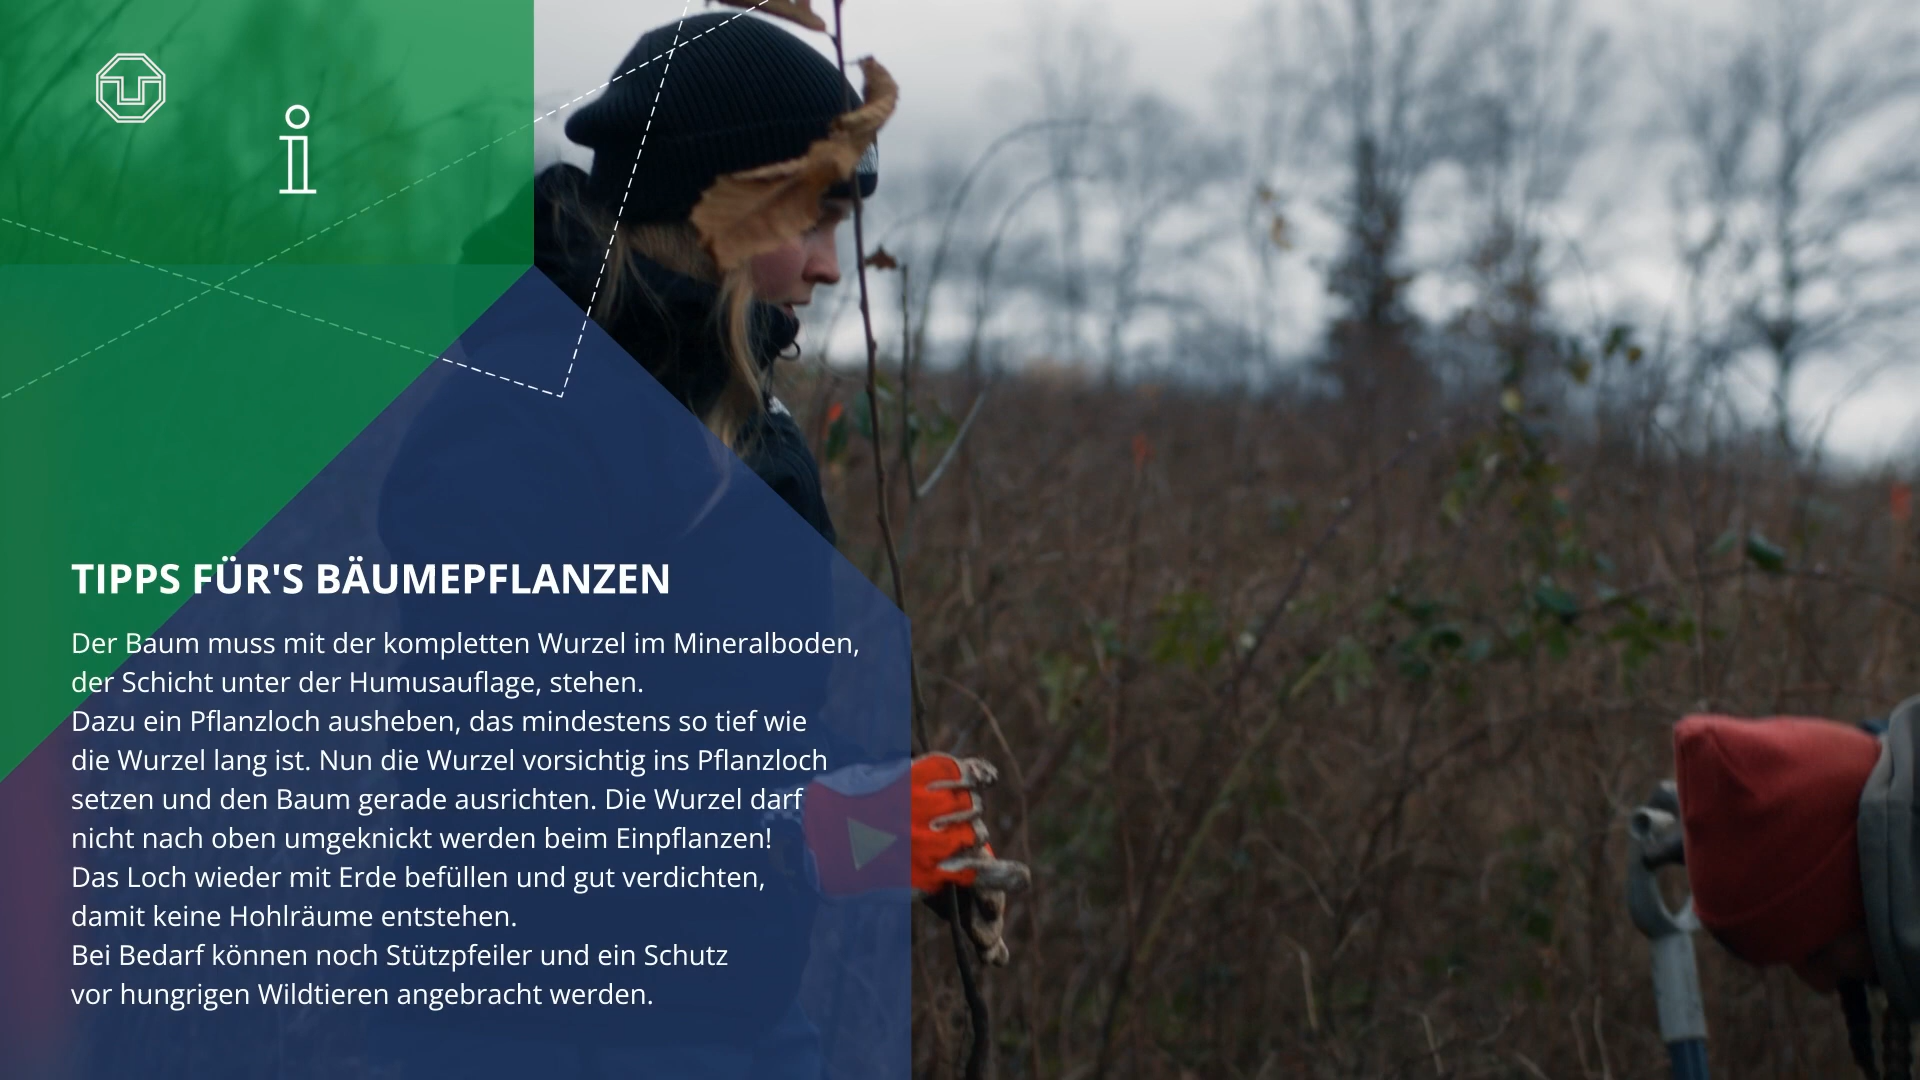 TIPPS FÜR'S BÄUMEPFLANZEN
Der Baum muss mit der kompletten Wurzel im Mineralboden,
der Schicht unter der Humusauflage, stehen.
Dazu ein Pflanzloch ausheben, das mindestens so tief wie
die Wurzel lang ist. Nun die Wurzel vorsichtig ins Pflanzloch
setzen und den Baum gerade ausrichten. Die Wurzel darf
nicht nach oben umgeknickt werden beim Einpflanzen!
Das Loch wieder mit Erde befüllen und gut verdichten,
damit keine Hohlräume entstehen.
Bei Bedarf können noch Stützpfeiler und ein Schutz
vor hungrigen Wildtieren angebracht werden.